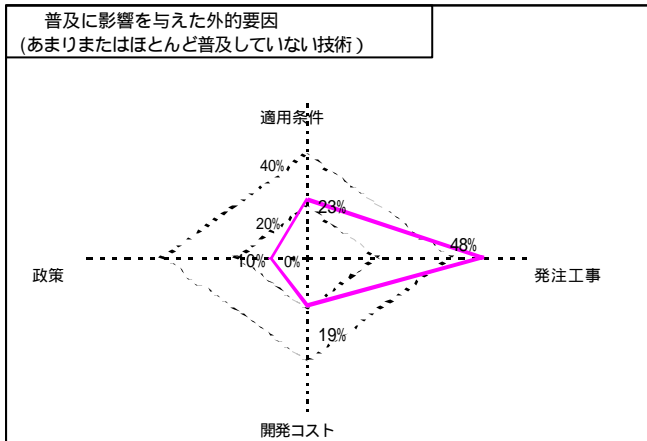 普及に影響を与えた外的要因
(あまりまたはほとんど普及していない技術)
適用条件
40%
23%
20%
48%
10%
0%
政策
発注工事
19%
開発コスト